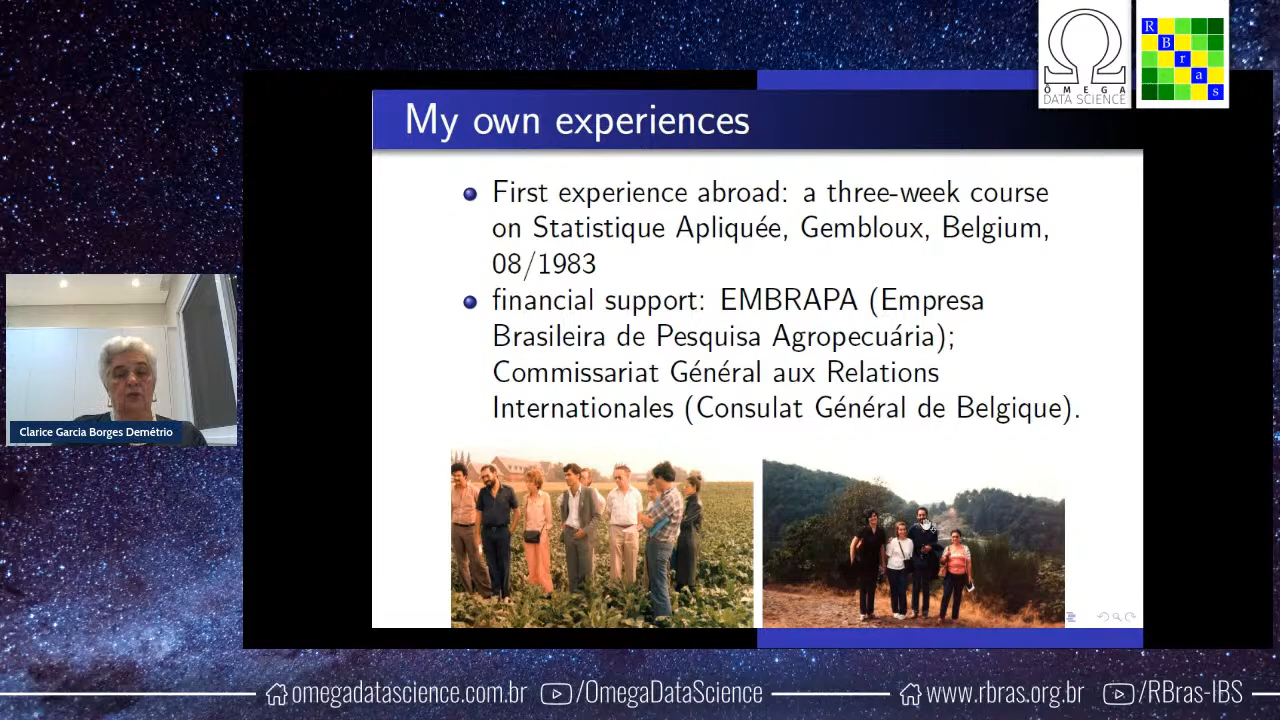 ΩMEGA
DATA SCIENCE
R
B
r
a
s
My own experiences
First experience abroad: a three-week course
on Statistique Apliquée, Gembloux, Belgium,
08/1983
financial support: EMBRAPA (Empresa
Brasileira de Pesquisa Agropecuária);
Commissariat Général aux Relations
Internationales (Consulat Général de Belgique).
Clarice Garcia Borges Demétrio
omegadatascience.com.br
/OmegaDataScience
www.rbras.org.br
/RBras-IBS